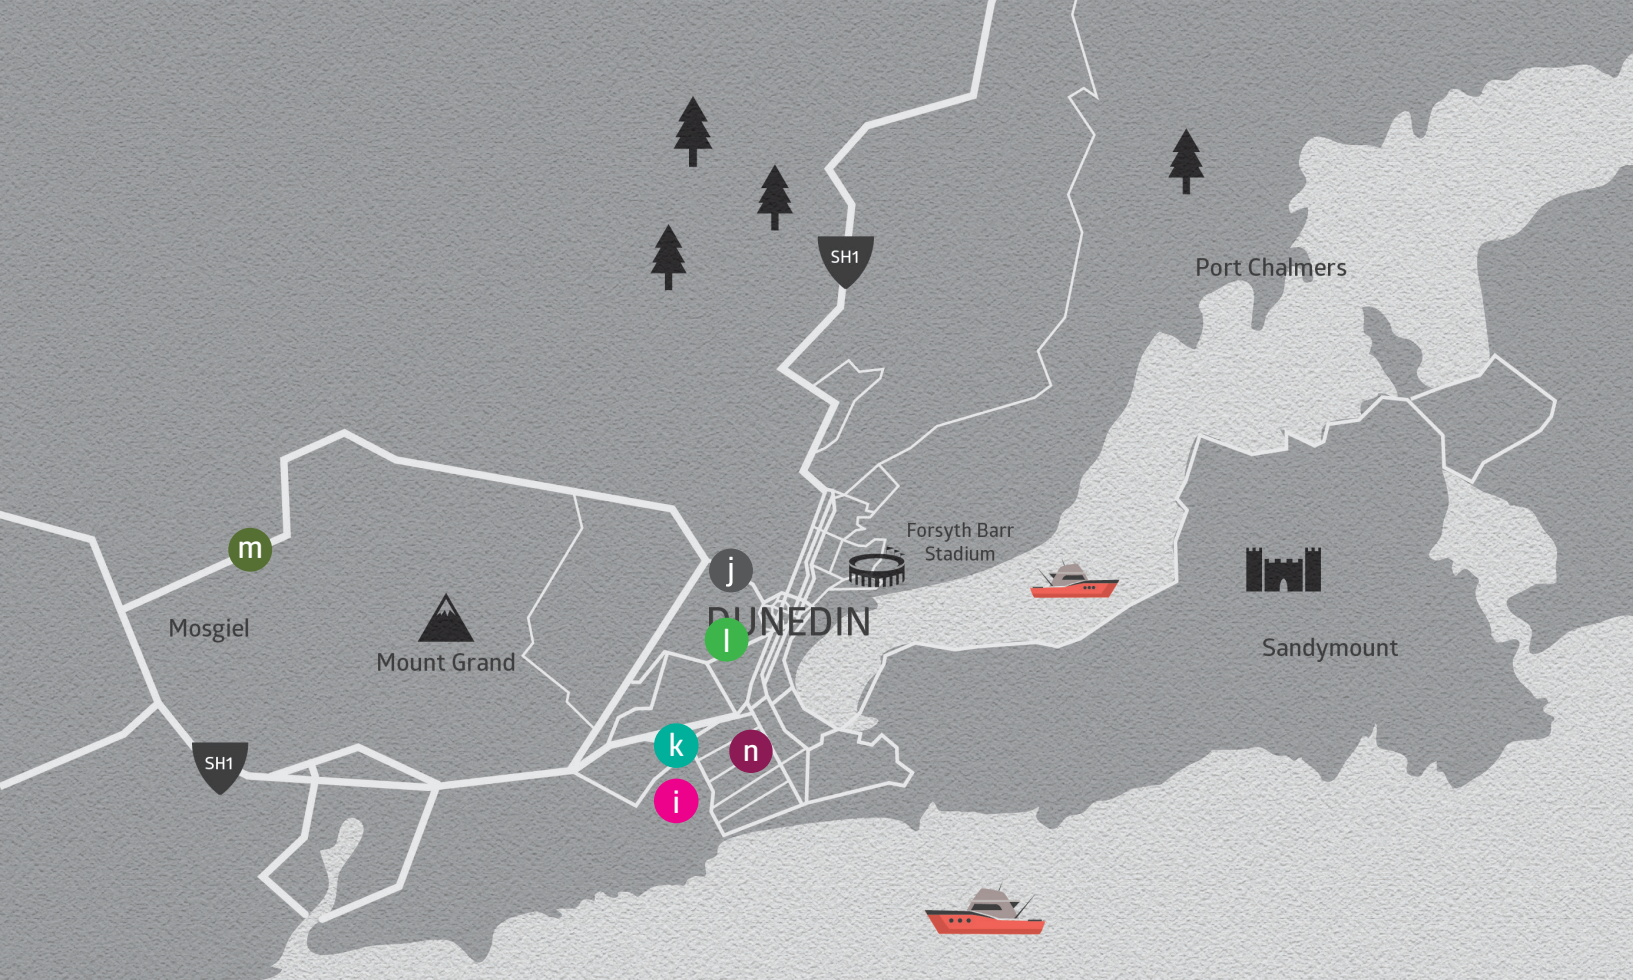 SH1
Port Chalmers
Forsyth Barr
Stadium
m
j
DUNEDIN
Mosgiel
l
Sandymount
Mount Grand
k
n
SH1
i